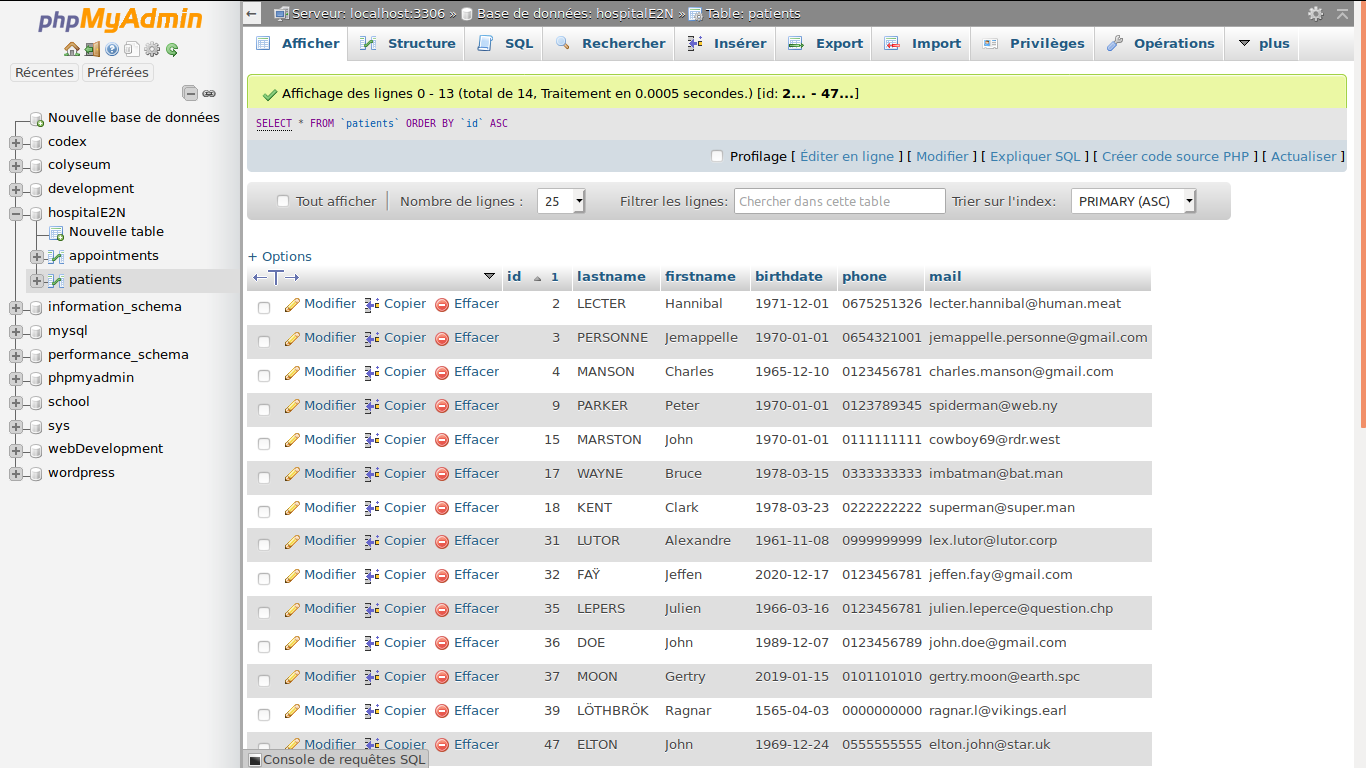 phpMyAdmin
Récentes Préférées
Nouvelle base de données
codex
colyseum
development
hospitalE2N
Nouvelle table
appointments
patients
information_schema
mysql
performance_schema
phpmyadmin
school
sys
webDevelopment
wordpress
← Serveur: localhost:3306 » Base de données: hospitalE2N » Table: patients
Afficher Structure SQL Rechercher Insérer Export Import Privilèges Opérations plus
Affichage des lignes 0 - 13 (total de 14, Traitement en 0.0005 secondes.) [id: 2... - 47...]
SELECT * FROM `patients` ORDER BY `id` ASC
Profilage [ Éditer en ligne ] [ Modifier ] [ Expliquer SQL ] [ Créer code source PHP ] [ Actualiser ]
Tout afficher Nombre de lignes : 25 Filtrer les lignes: Chercher dans cette table Trier sur l'index: PRIMARY (ASC)
+ Options
←T→ id 1 lastname firstname birthdate phone mail
Modifier Copier Effacer 2 LECTER Hannibal 1971-12-01 0675251326 lecter.hannibal@human.meat
Modifier Copier Effacer 3 PERSONNE Jemappelle 1970-01-01 0654321001 jemappelle.personne@gmail.com
Modifier Copier Effacer 4 MANSON Charles 1965-12-10 0123456781 charles.manson@gmail.com
Modifier Copier Effacer 9 PARKER Peter 1970-01-01 0123789345 spiderman@web.ny
Modifier Copier Effacer 15 MARSTON John 1970-01-01 0111111111 cowboy69@rdr.west
Modifier Copier Effacer 17 WAYNE Bruce 1978-03-15 0333333333 imbatman@bat.man
Modifier Copier Effacer 18 KENT Clark 1978-03-23 0222222222 superman@super.man
Modifier Copier Effacer 31 LUTOR Alexandre 1961-11-08 0999999999 lex.lutor@lutor.corp
Modifier Copier Effacer 32 FAŸ Jeffen 2020-12-17 0123456781 jeffen.fay@gmail.com
Modifier Copier Effacer 35 LEPERS Julien 1966-03-16 0123456781 julien.leperce@question.chp
Modifier Copier Effacer 36 DOE John 1989-12-07 0123456789 john.doe@gmail.com
Modifier Copier Effacer 37 MOON Gertry 2019-01-15 0101101010 gertry.moon@earth.spc
Modifier Copier Effacer 39 LÖTHBRÖK Ragnar 1565-04-03 0000000000 ragnar.l@vikings.earl
Modifier Copier Effacer 47 ELTON John 1969-12-24 0555555555 elton.john@star.uk
Console de requêtes SQL